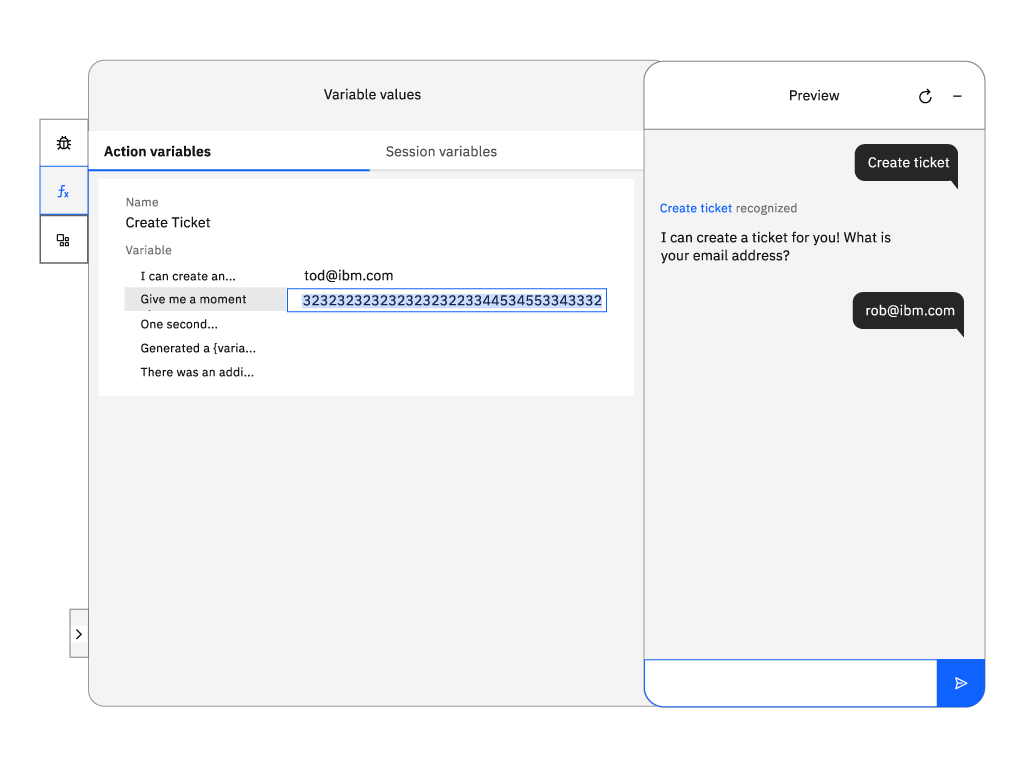 Variable values
Action variables
Session variables
fx
Name
Create Ticket
Variable
I can create an...
tod@ibm.com
Give me a moment
3232323232323232322334453455334332
One second...
Generated a {varia...
There was an addi...
Preview
Create ticket
Create ticket recognized
I can create a ticket for you! What is
your email address?
rob@ibm.com